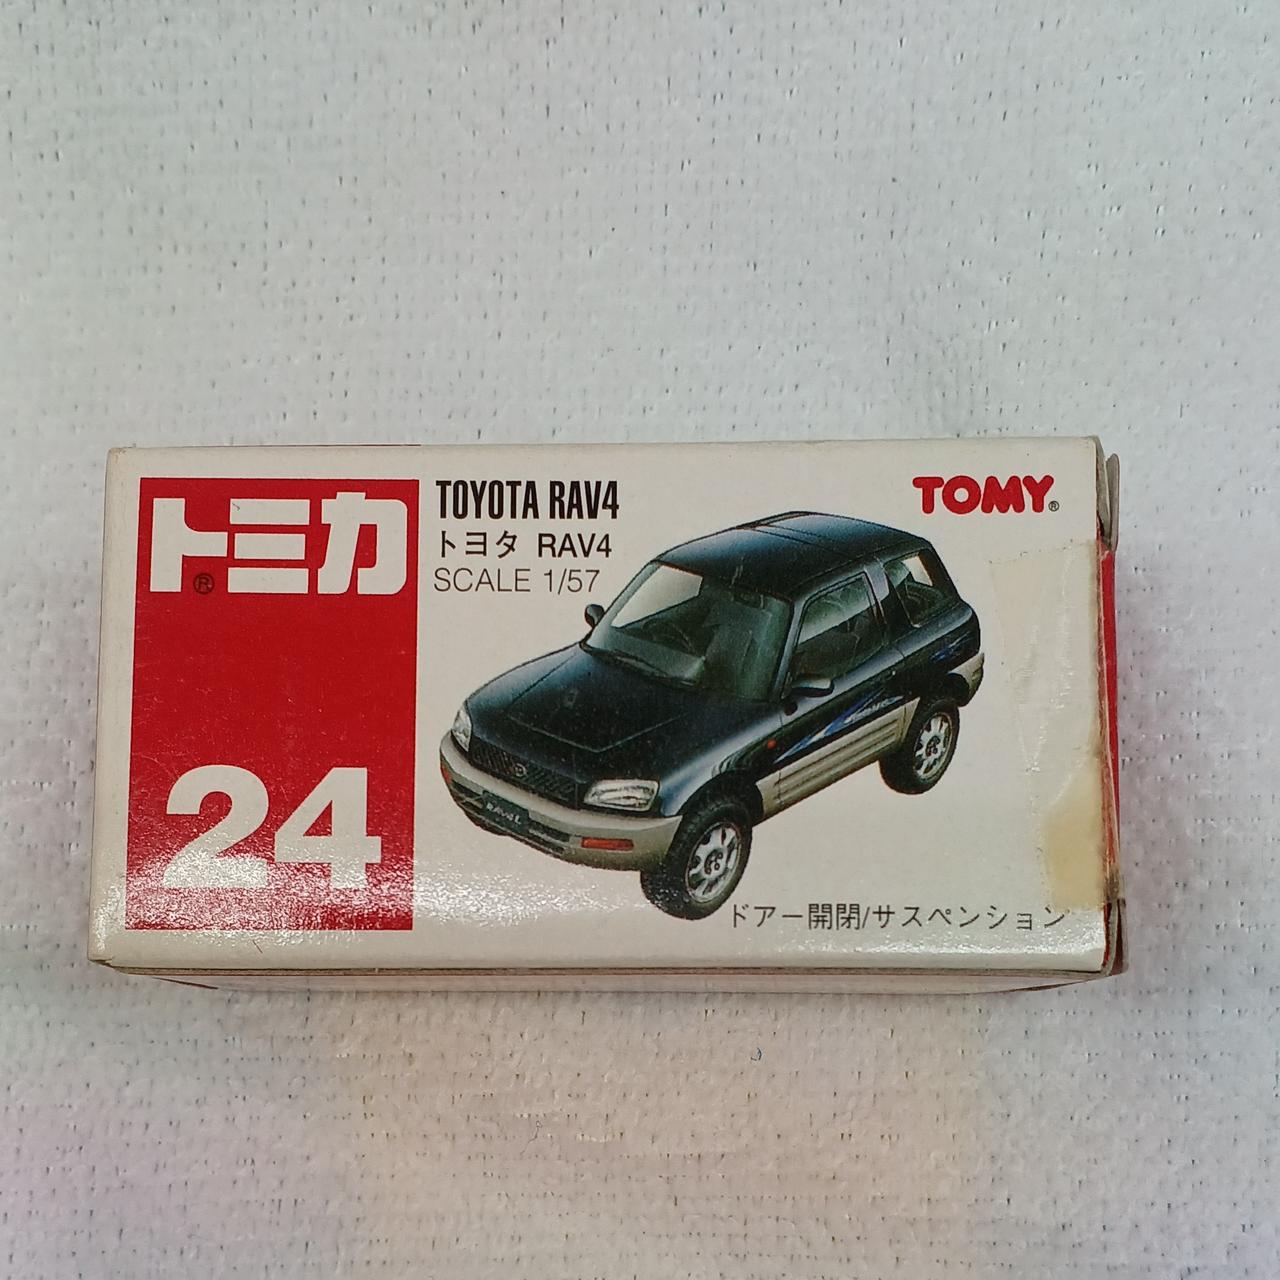 トミカ®
TOYOTA RAV4
トヨタ RAV4
SCALE 1/57
TOMY®
24
RAV4 L
ドアー開閉/サスペンション